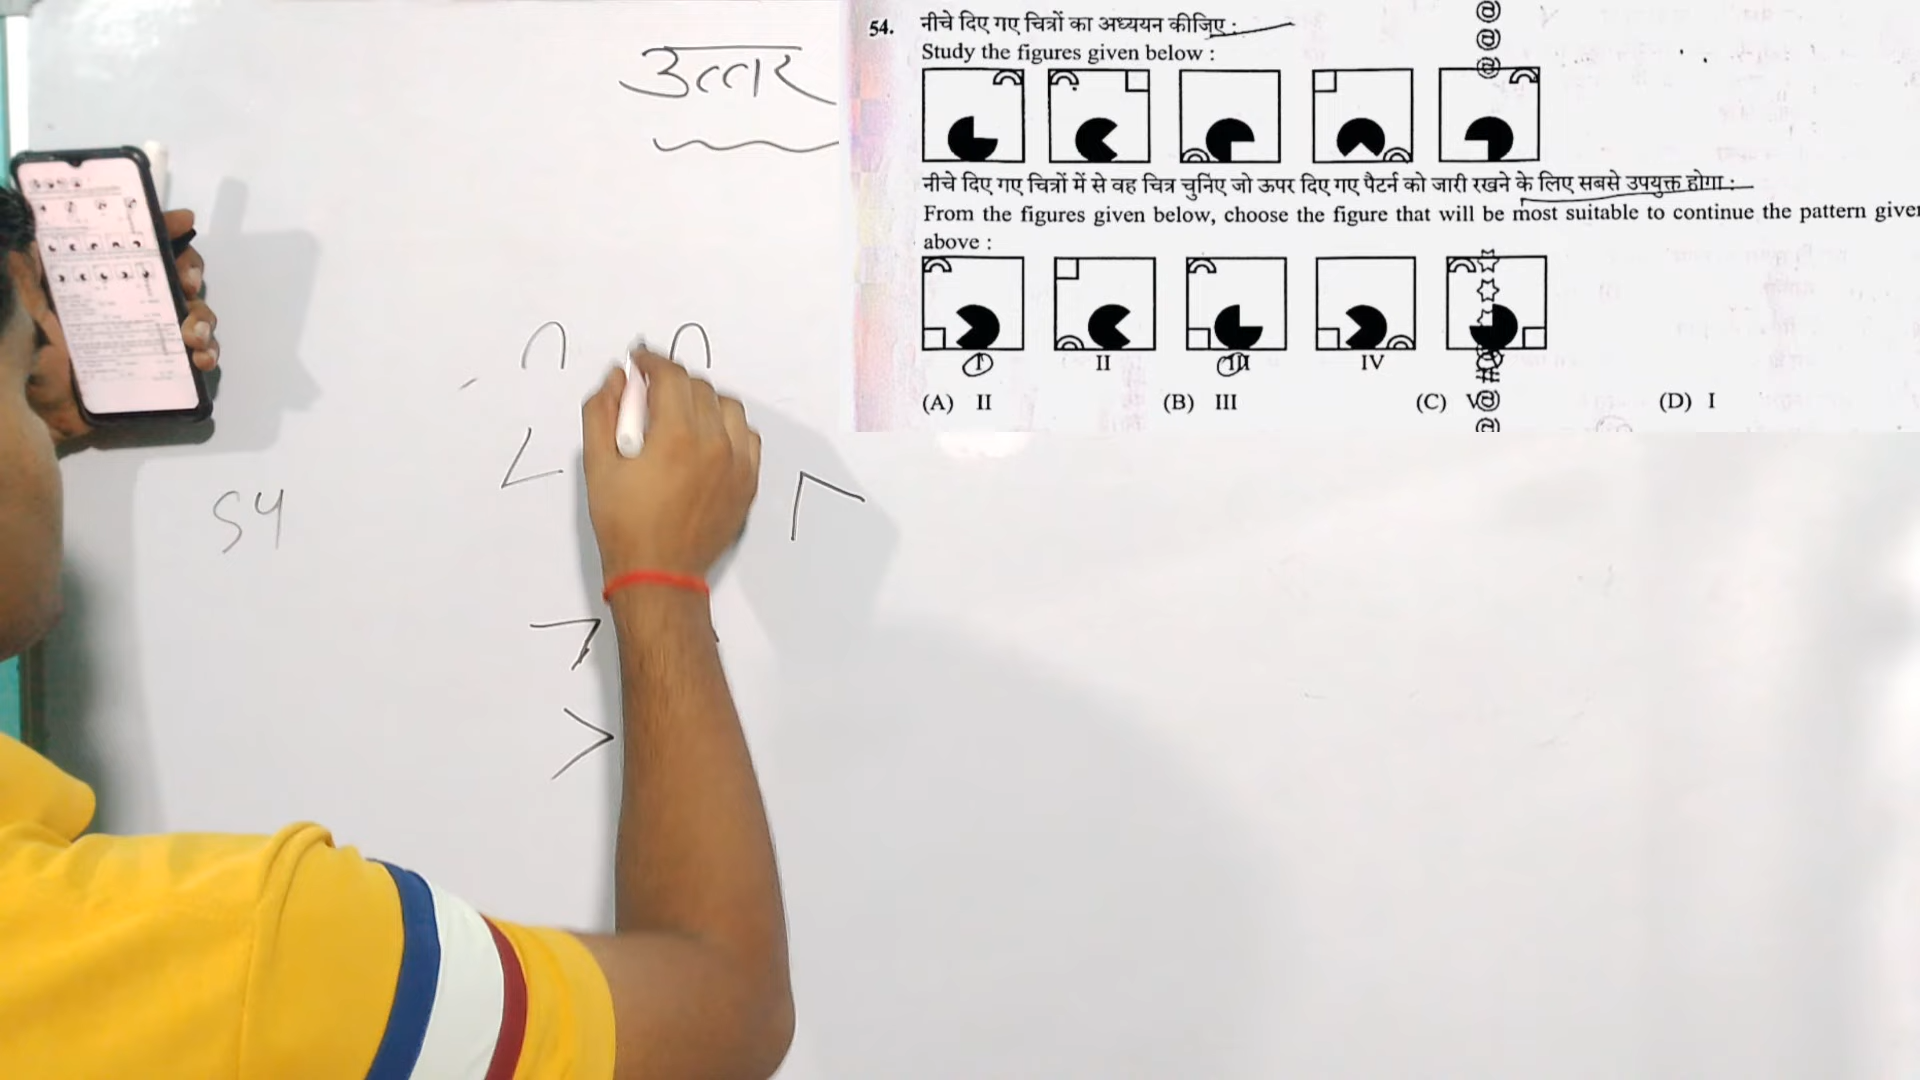 उत्तर
54
54. नीचे दिए गए चित्रों का अध्ययन कीजिए :
Study the figures given below :
नीचे दिए गए चित्रों में से वह चित्र चुनिए जो ऊपर दिए गए पैटर्न को जारी रखने के लिए सबसे उपयुक्त होगा :
From the figures given below, choose the figure that will be most suitable to continue the pattern given
above :
I II III IV
(A) II (B) III (C) V (D) I